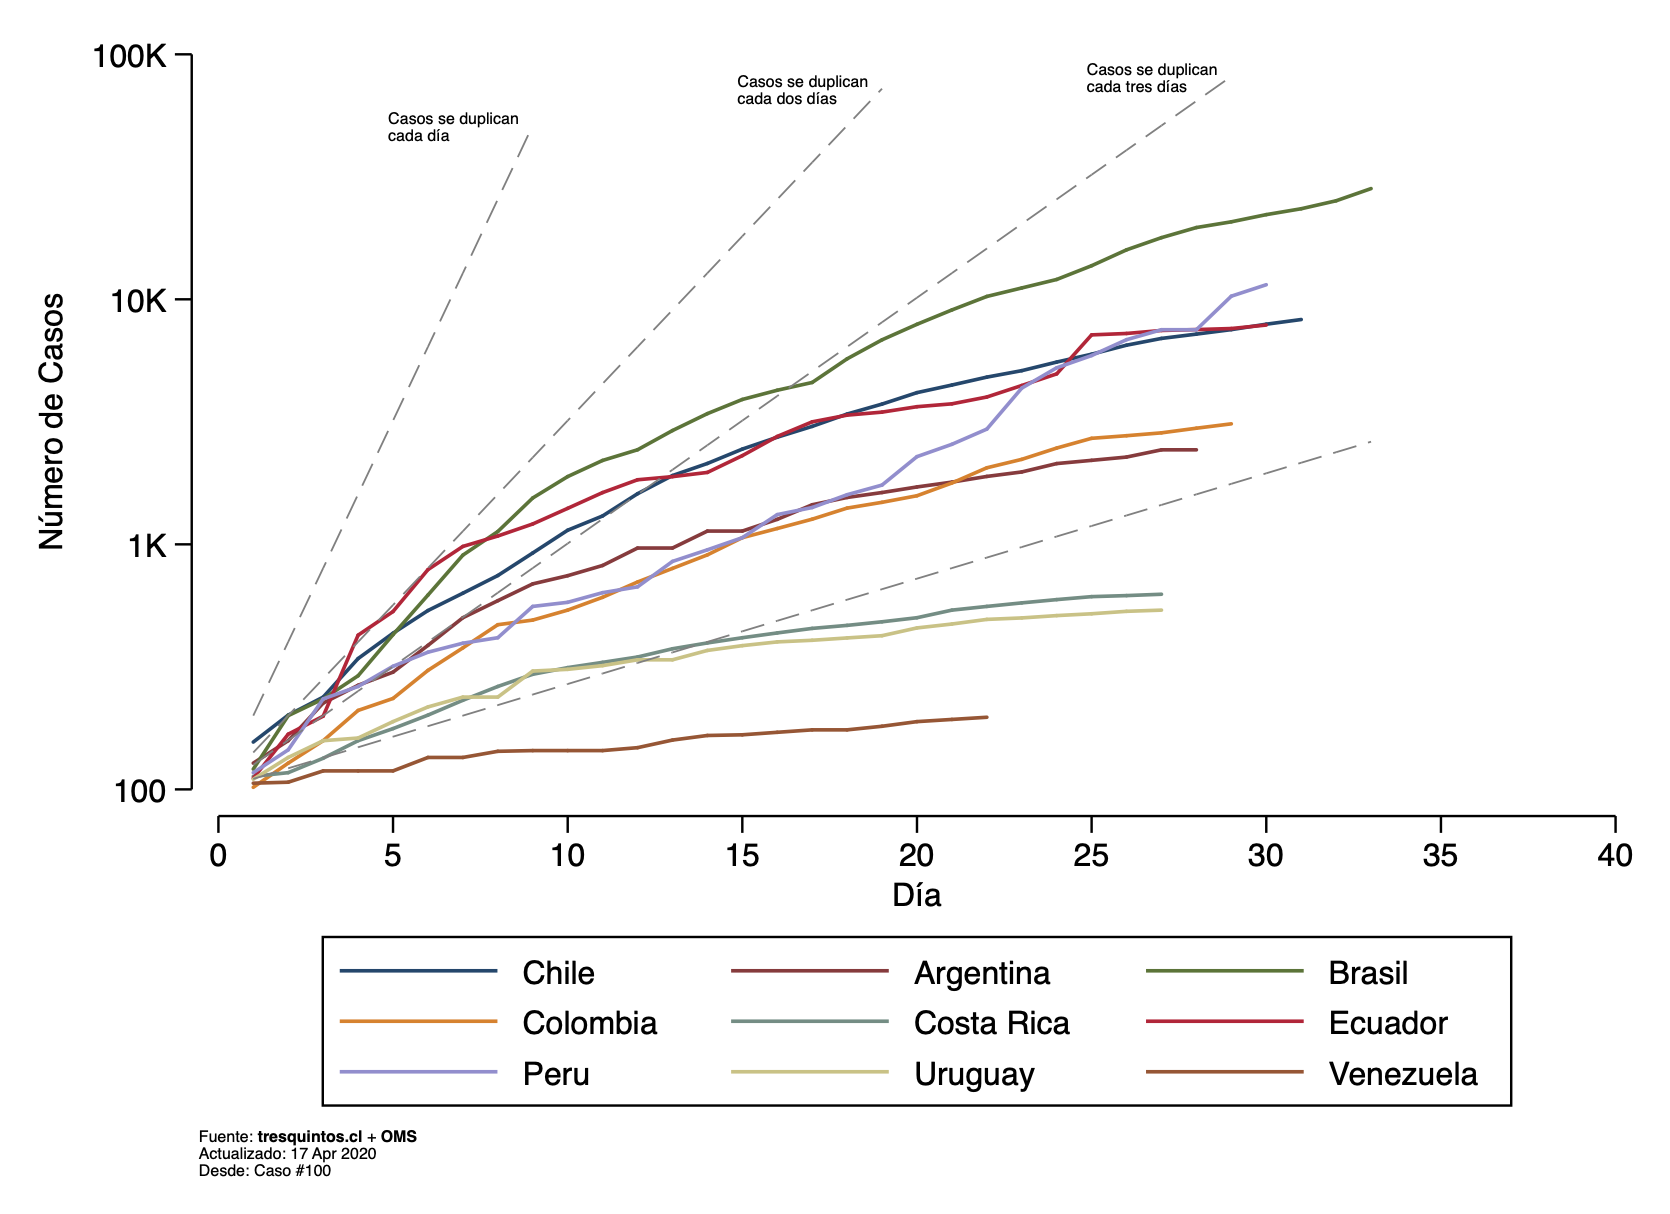 100K
10K
1K
100
Número de Casos
Casos se duplican
cada día
Casos se duplican
cada dos días
Casos se duplican
cada tres días
0 5 10 15 20 25 30 35 40
Día
Chile Argentina Brasil
Colombia Costa Rica Ecuador
Peru Uruguay Venezuela
Fuente: tresquintos.cl + OMS
Actualizado: 17 Apr 2020
Desde: Caso #100